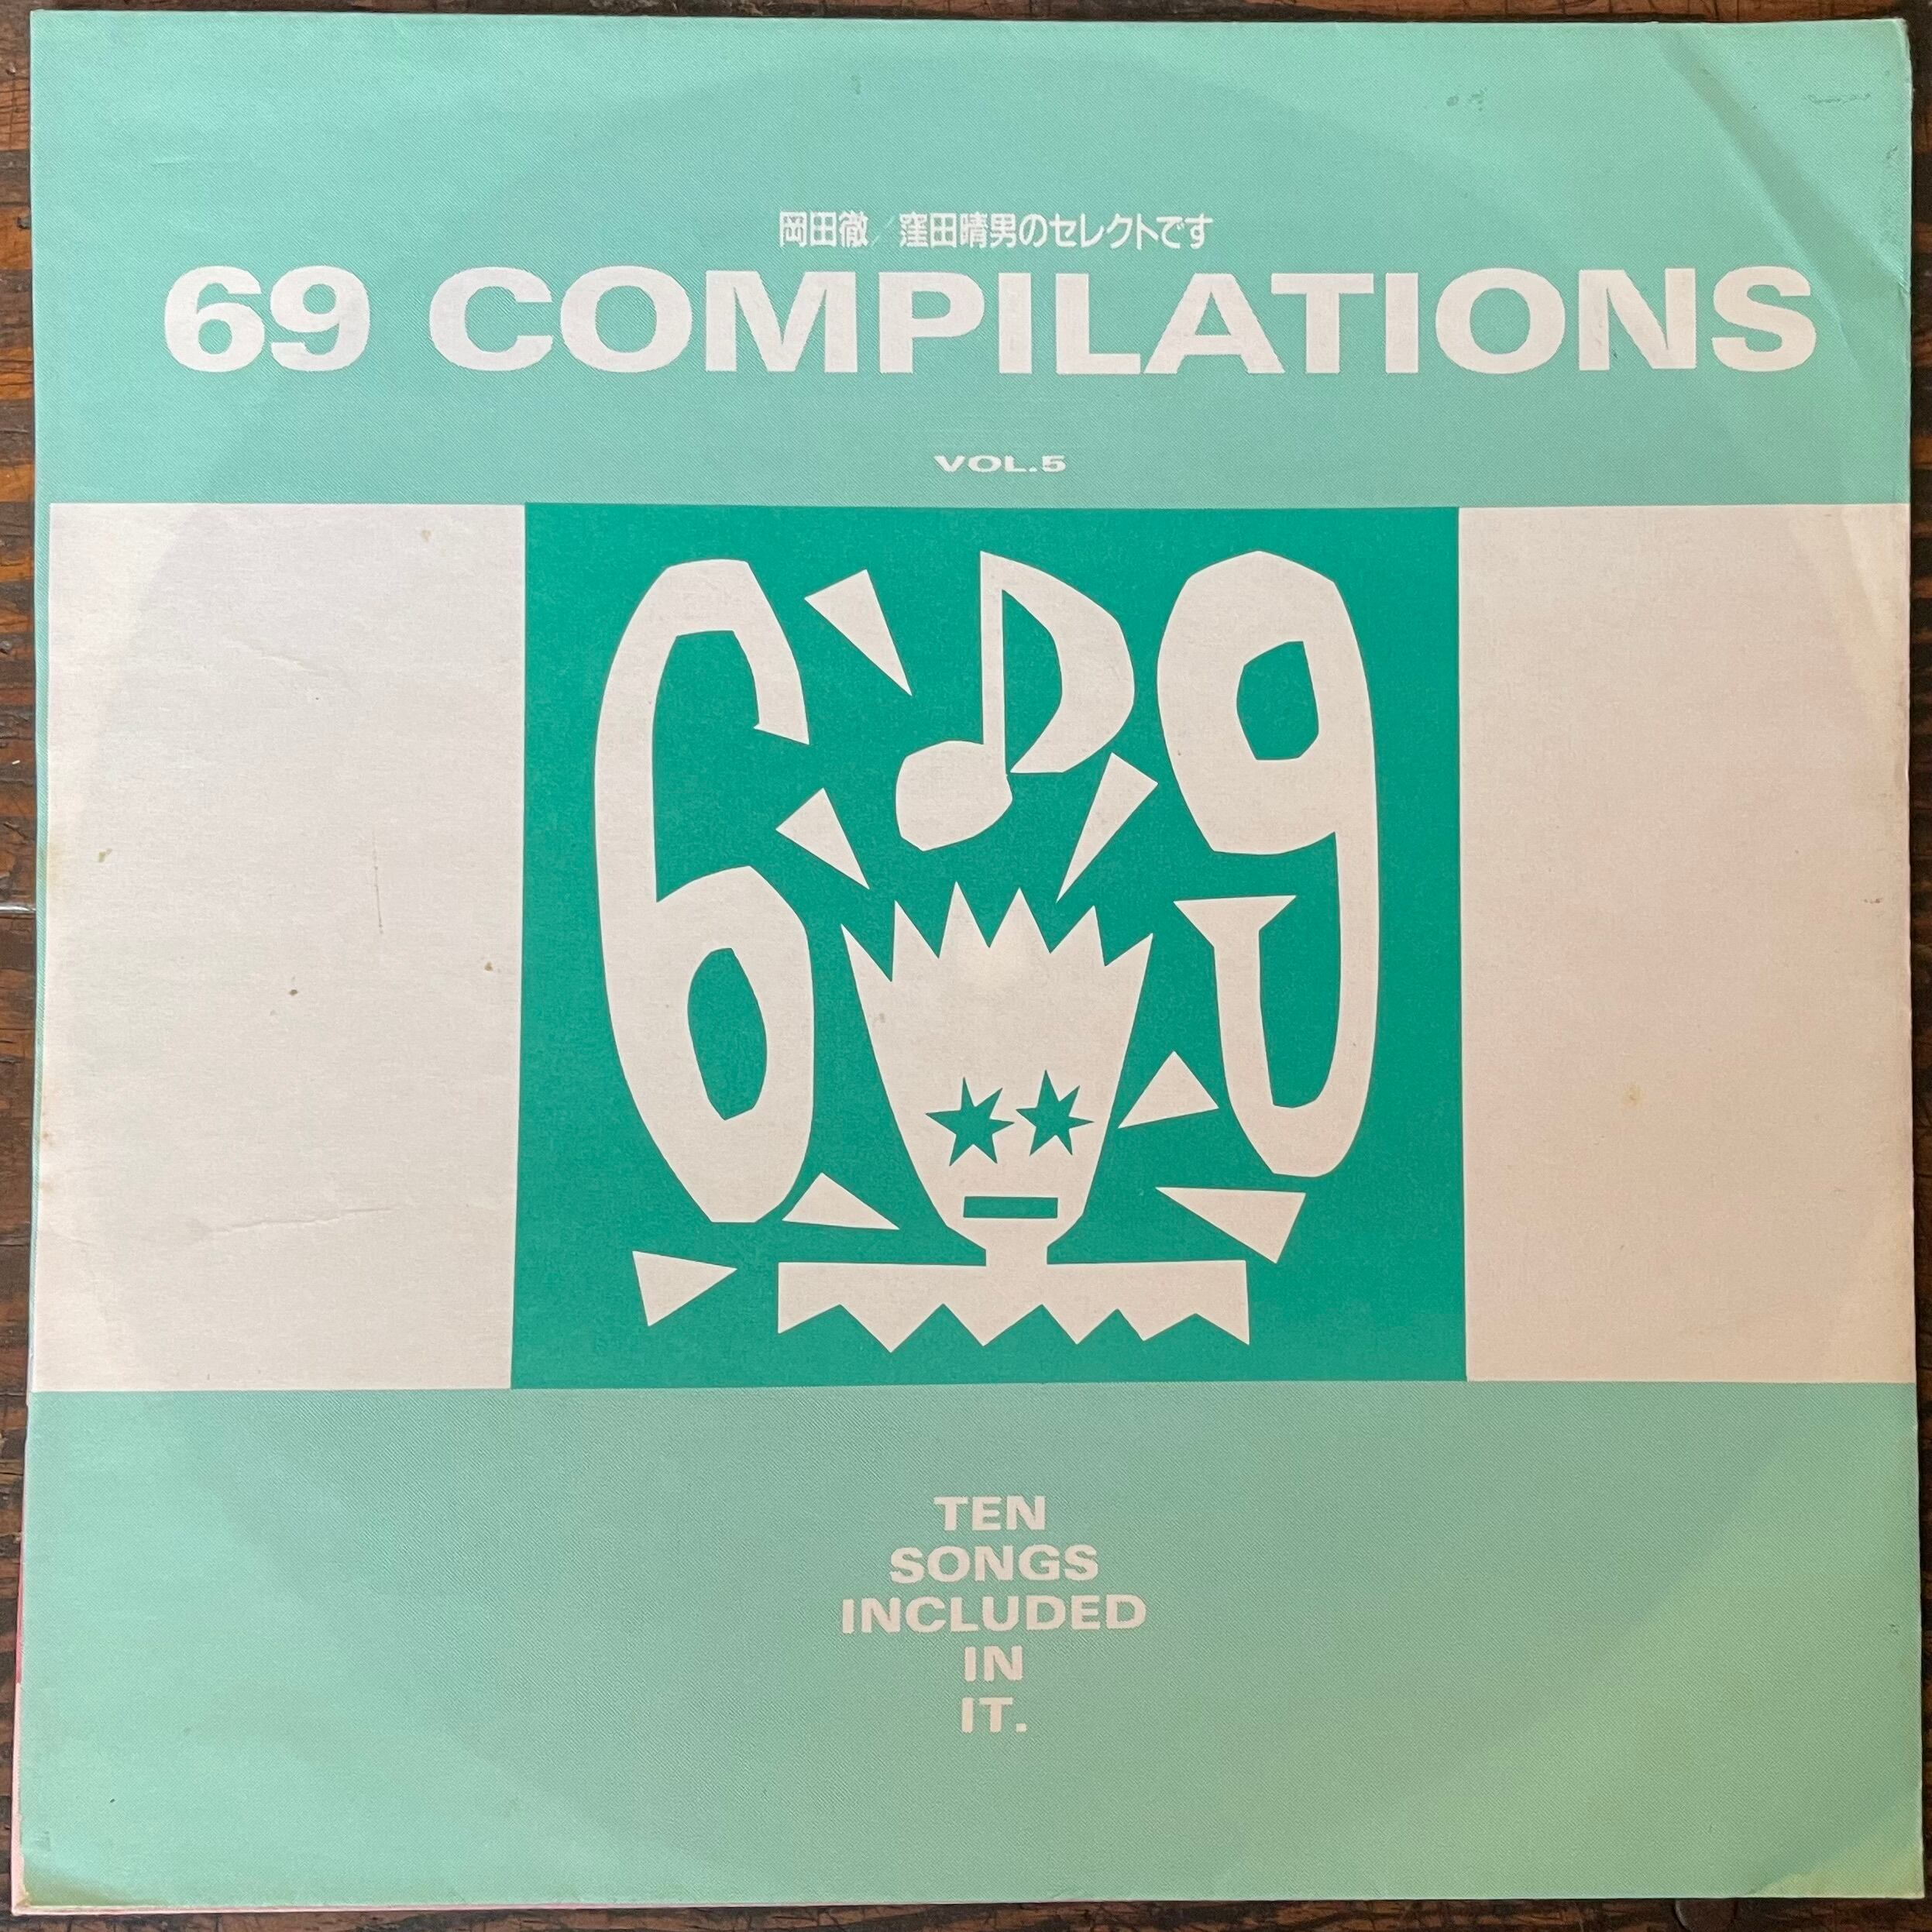 岡田徹/窪田晴男のセレクトです
69 COMPILATIONS
VOL.5
69
TEN
SONGS
INCLUDED
IN
IT.